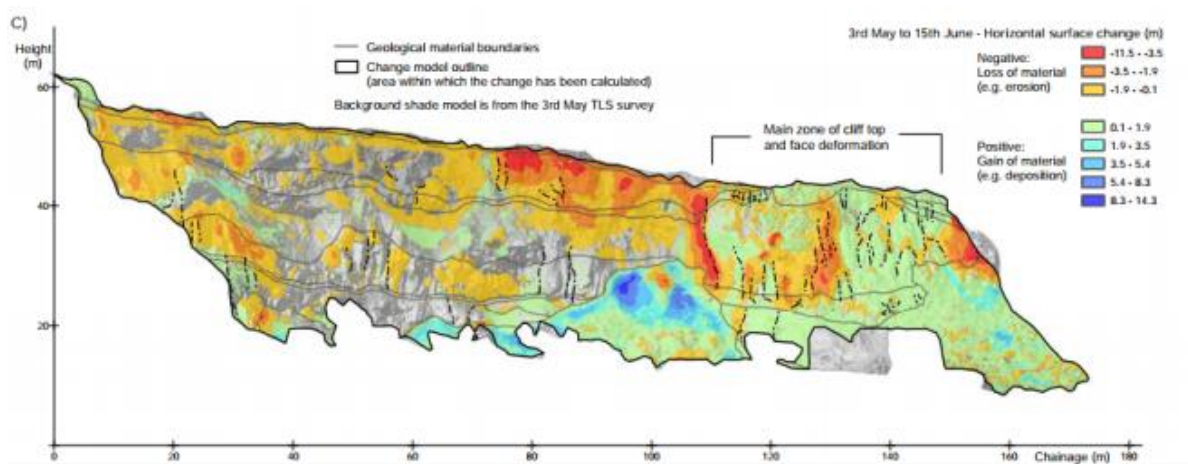 C)
Height
(m)
60
40
20
0
20
40
60
80
100
120
140
160
180
Chainage (m)
Geological material boundaries
Change model outline
(area within which the change has been calculated)
Background shade model is from the 3rd May TLS survey
Main zone of cliff top
and face deformation
3rd May to 15th June - Horizontal surface change (m)
Negative:
Loss of material
(e.g. erosion)
-11.5 - -3.5
-3.5 - -1.9
-1.9 - -0.1
Positive:
Gain of material
(e.g. deposition)
0.1 - 1.9
1.9 - 3.5
3.5 - 5.4
5.4 - 8.3
8.3 - 14.3